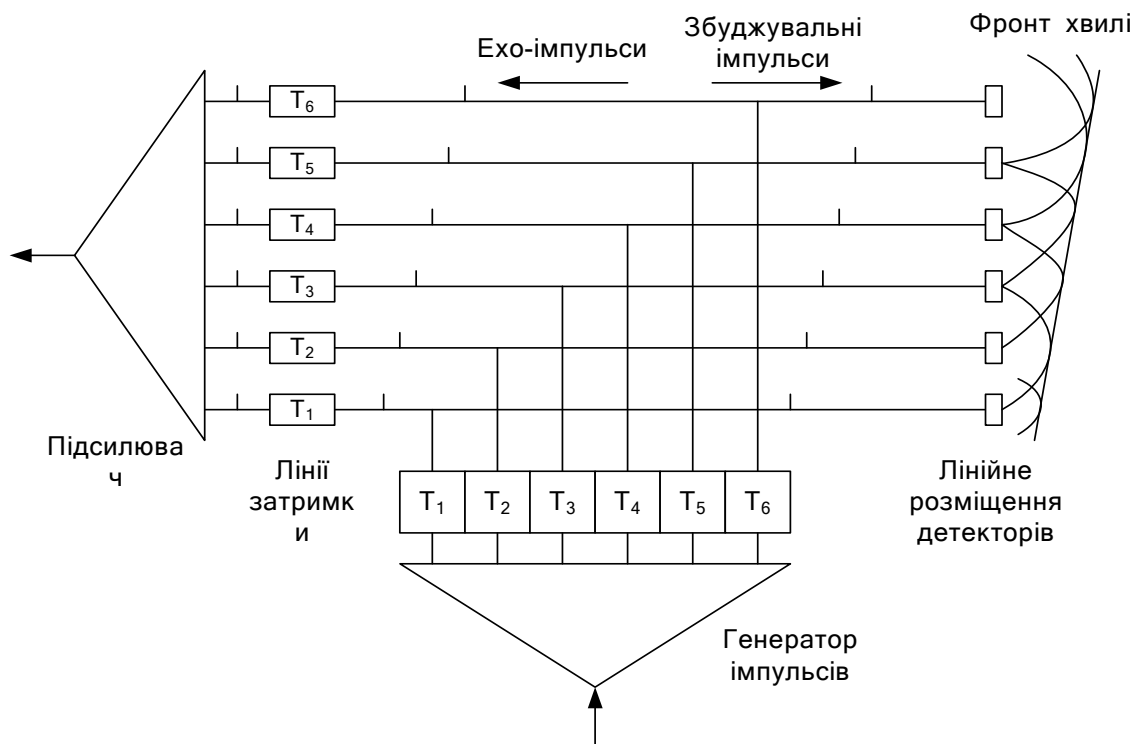 Фронт хвилі
Збуджувальні
імпульси
Ехо-імпульси
T6
T5
T4
T3
T2
T1
Підсилюва
ч
Лінії
затримк
и
T1 T2 T3 T4 T5 T6
Лінійне
розміщення
детекторів
Генератор
імпульсів